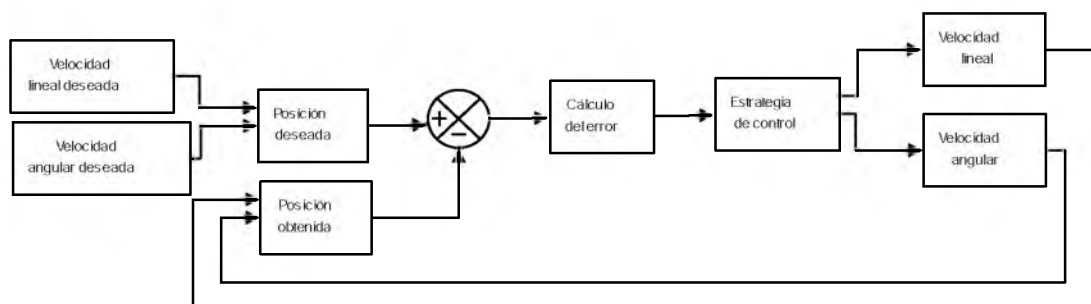 Velocidad
lineal deseada
Velocidad
angular deseada
Posición
deseada
Posición
obtenida
+
−
Cálculo
del error
Estrategia
de control
Velocidad
lineal
Velocidad
angular